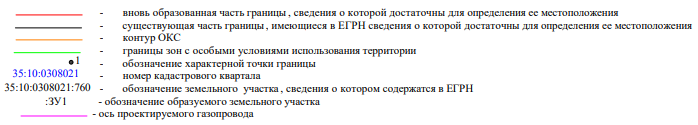 - вновь образованная часть границы, сведения о которой достаточны для определения ее местоположения
- существующая часть границы, имеющиеся в ЕГРН сведения о которой достаточны для определения ее местоположения
- контур ОКС
- границы зон с особыми условиями использования территории
1 - обозначение характерной точки границы
35:10:0308021 - номер кадастрового квартала
35:10:0308021:760 - обозначение земельного участка, сведения о котором содержатся в ЕГРН
:ЗУ1 - обозначение образуемого земельного участка
- ось проектируемого газопровода